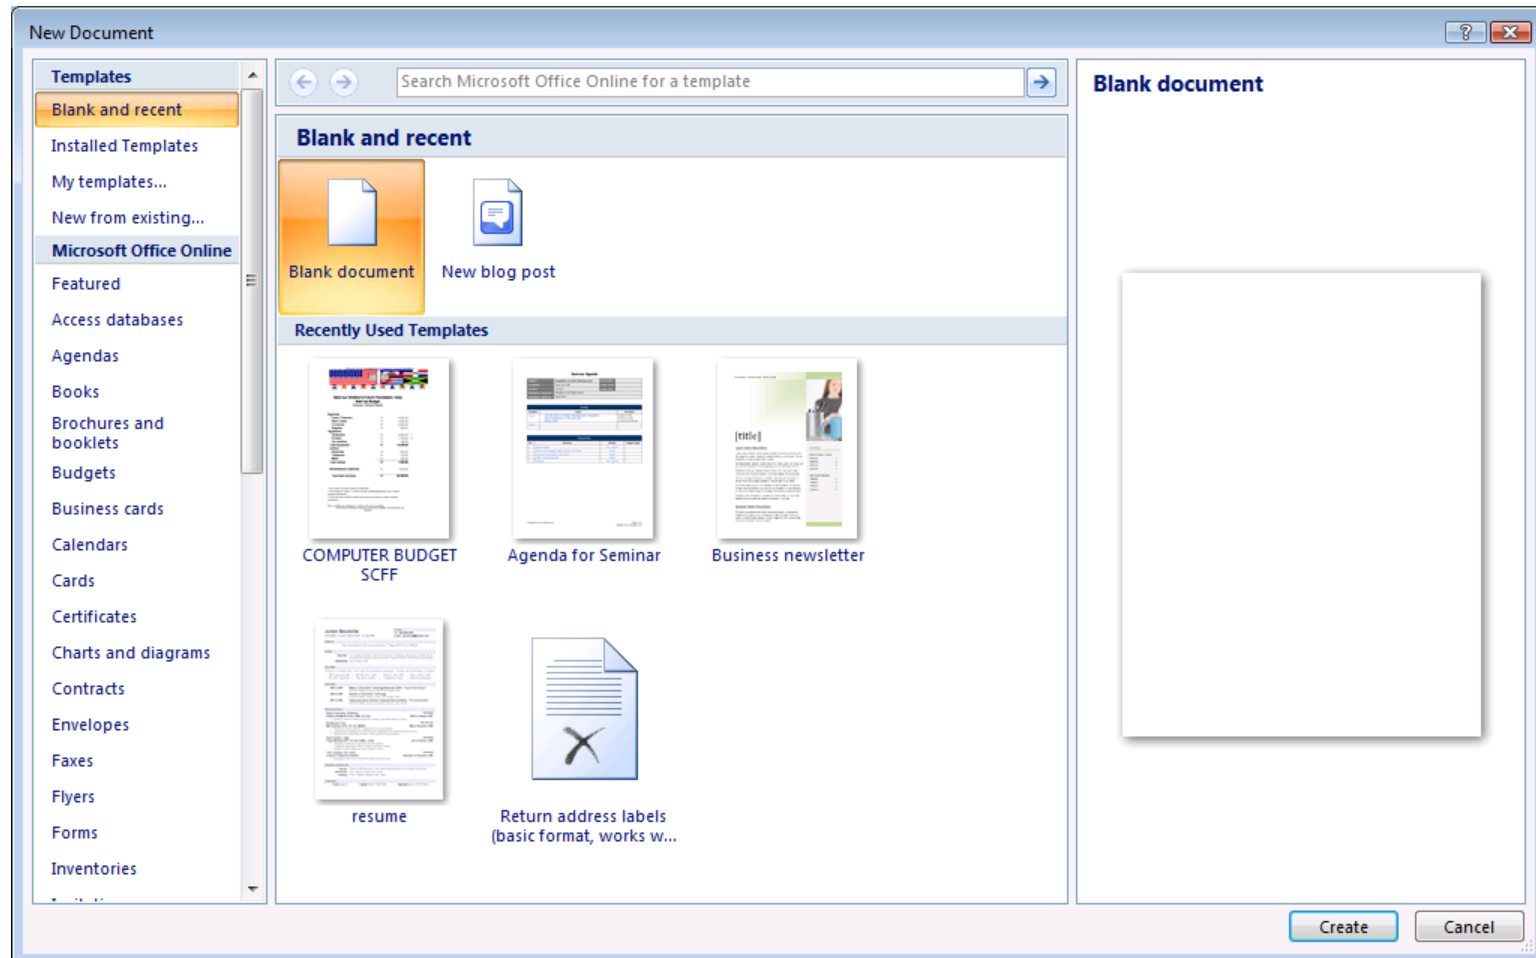 New Document
Templates
Blank and recent
Installed Templates
My templates...
New from existing...
Microsoft Office Online
Featured
Access databases
Agendas
Books
Brochures and
booklets
Budgets
Business cards
Calendars
Cards
Certificates
Charts and diagrams
Contracts
Envelopes
Faxes
Flyers
Forms
Inventories
Search Microsoft Office Online for a template
Blank and recent
Blank document
New blog post
Recently Used Templates
[title]
COMPUTER BUDGET
SCFF
Agenda for Seminar
Business newsletter
resume
Return address labels
(basic format, works w...
Blank document
Create
Cancel